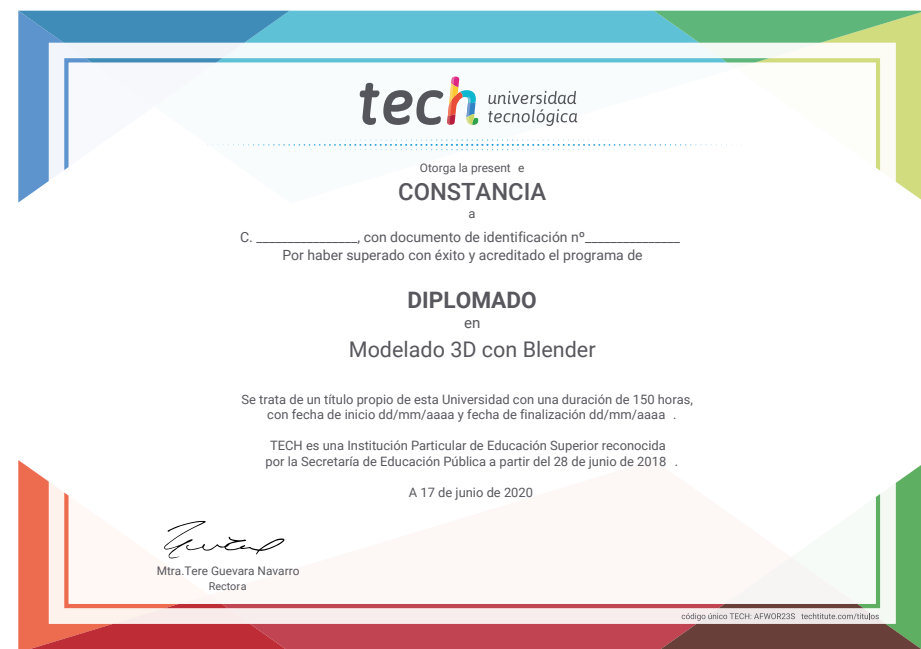 tech universidad
tecnológica
Otorga la present e
CONSTANCIA
a
C. ________________, con documento de identificación nº_______________
Por haber superado con éxito y acreditado el programa de
DIPLOMADO
en
Modelado 3D con Blender
Se trata de un título propio de esta Universidad con una duración de 150 horas,
con fecha de inicio dd/mm/aaaa y fecha de finalización dd/mm/aaaa .
TECH es una Institución Particular de Educación Superior reconocida
por la Secretaría de Educación Pública a partir del 28 de junio de 2018 .
A 17 de junio de 2020
Mtra.Tere Guevara Navarro
Rectora
código único TECH: AFWOR23S techtitute.com/titulos